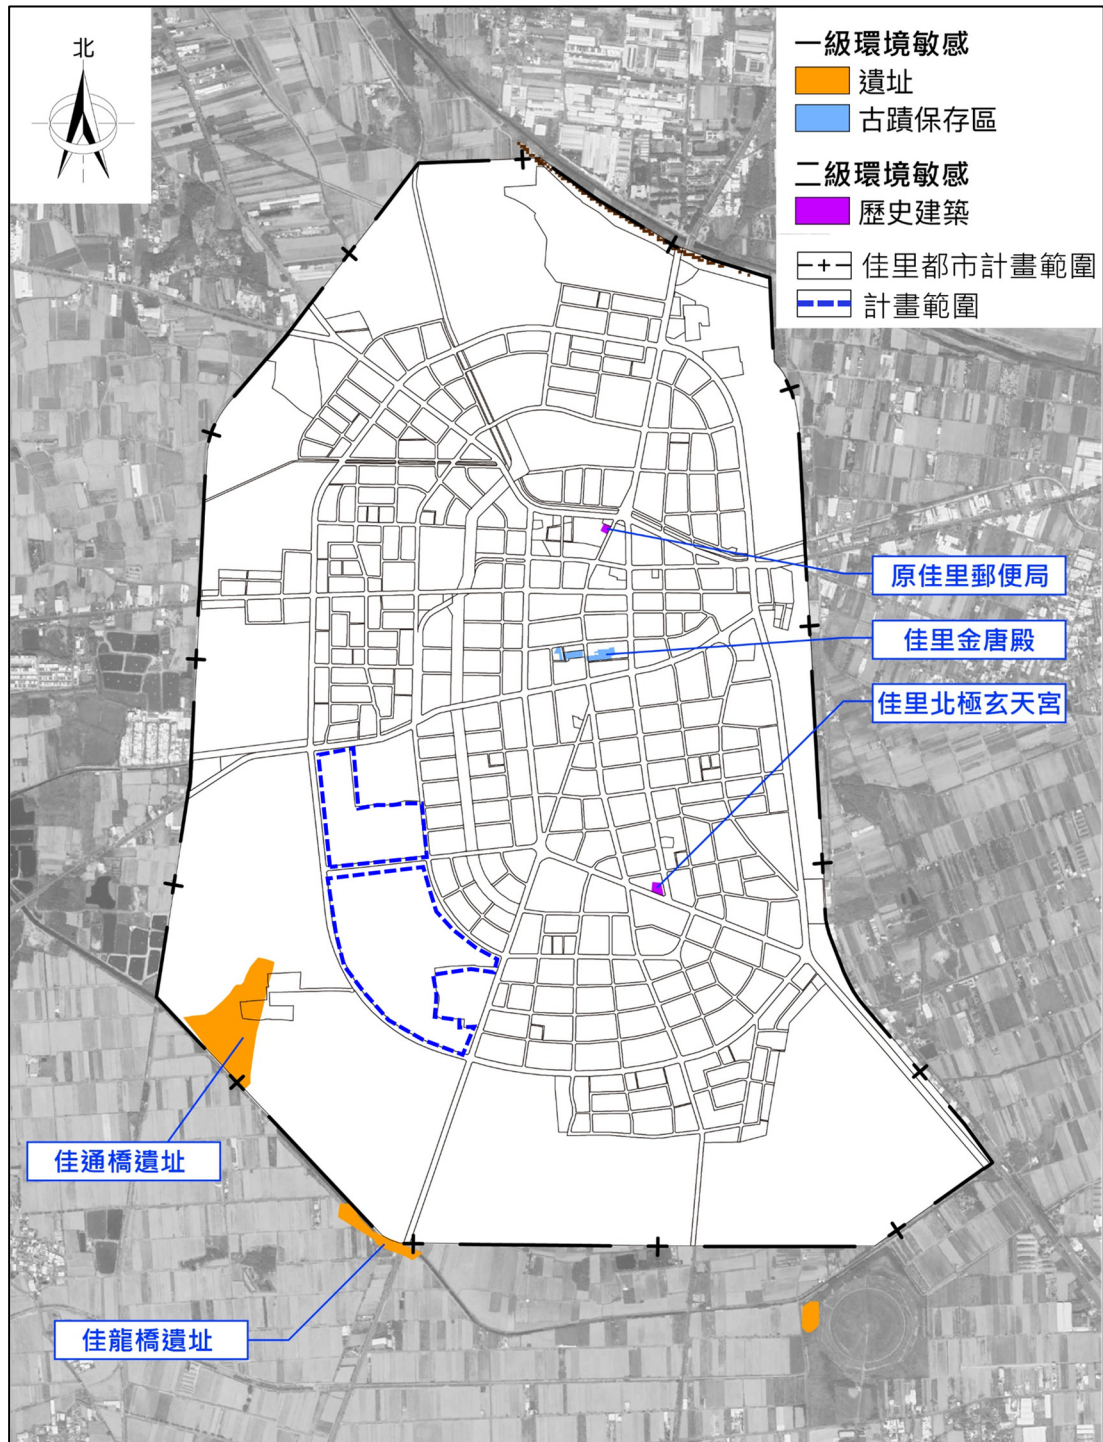 北
一級環境敏感
遺址
古蹟保存區
二級環境敏感
歷史建築
佳里都市計畫範圍
計畫範圍
原佳里郵便局
佳里金唐殿
佳里北極玄天宮
佳通橋遺址
佳龍橋遺址